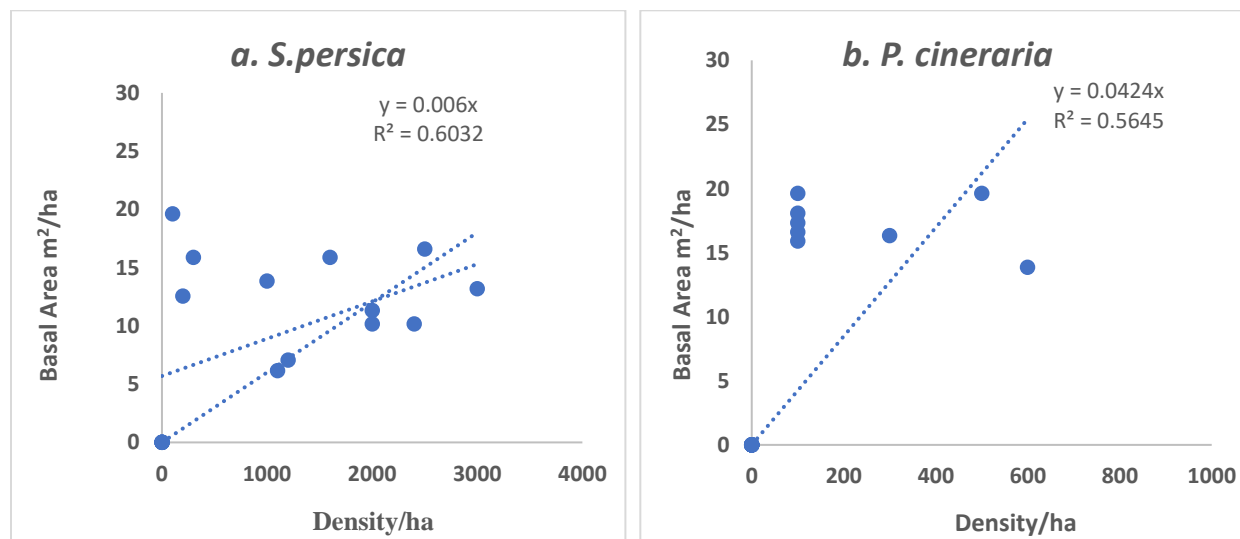 a. S.persica
y = 0.006x
R² = 0.6032
30
25
20
15
10
5
0
0 1000 2000 3000 4000
Basal Area m²/ha
Density/ha
b. P. cineraria
y = 0.0424x
R² = 0.5645
30
25
20
15
10
5
0
0 200 400 600 800 1000
Basal Area m²/ha
Density/ha